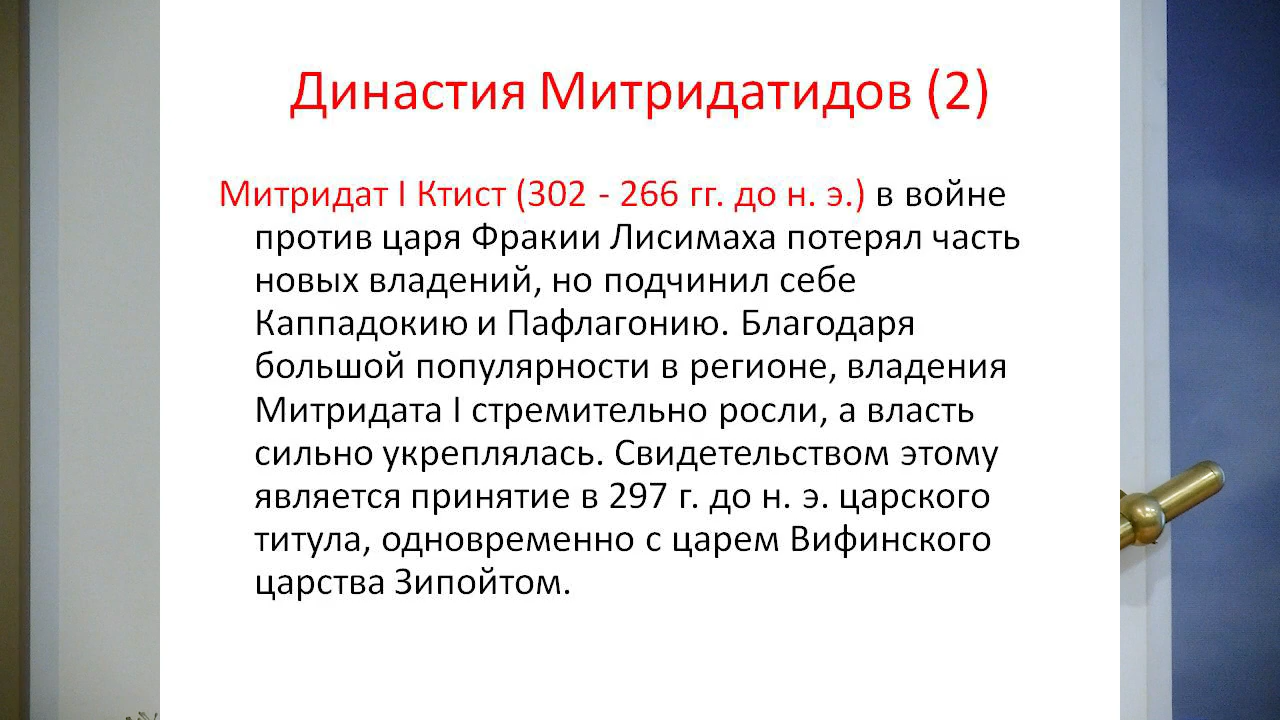 Династия Митридатидов (2)
Митридат I Ктист (302 - 266 гг. до н. э.) в войне
против царя Фракии Лисимаха потерял часть
новых владений, но подчинил себе
Каппадокию и Пафлагонию. Благодаря
большой популярности в регионе, владения
Митридата I стремительно росли, а власть
сильно укреплялась. Свидетельством этому
является принятие в 297 г. до н. э. царского
титула, одновременно с царем Вифинского
царства Зипойтом.